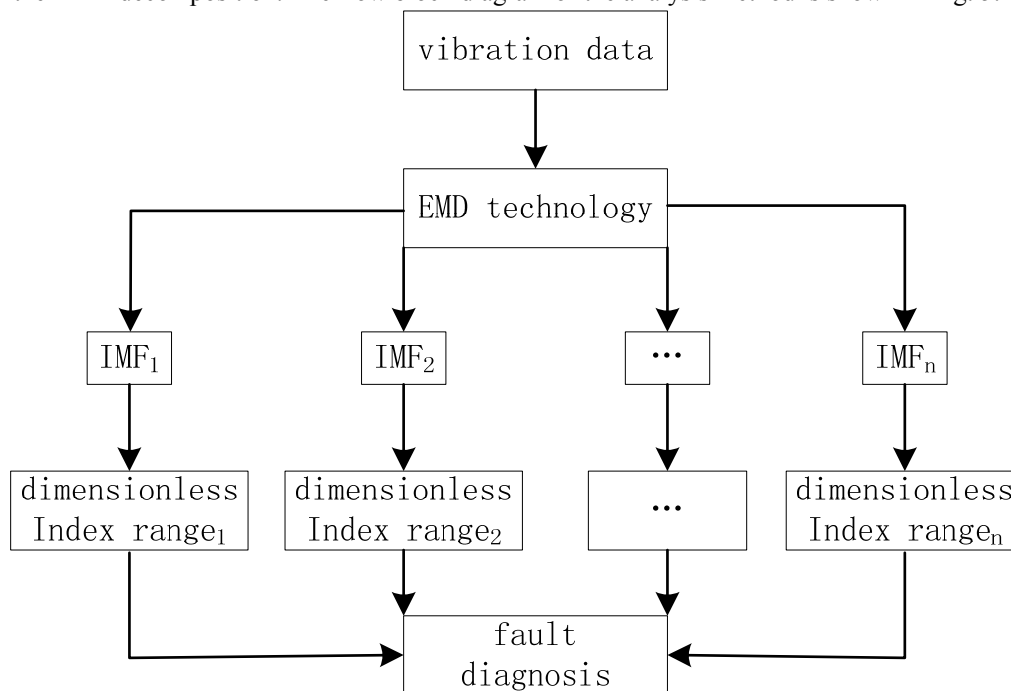 vibration data
EMD technology
IMF₁ IMF₂ ... IMFₙ
dimensionless dimensionless ... dimensionless
Index range₁ Index range₂ Index rangeₙ
fault
diagnosis